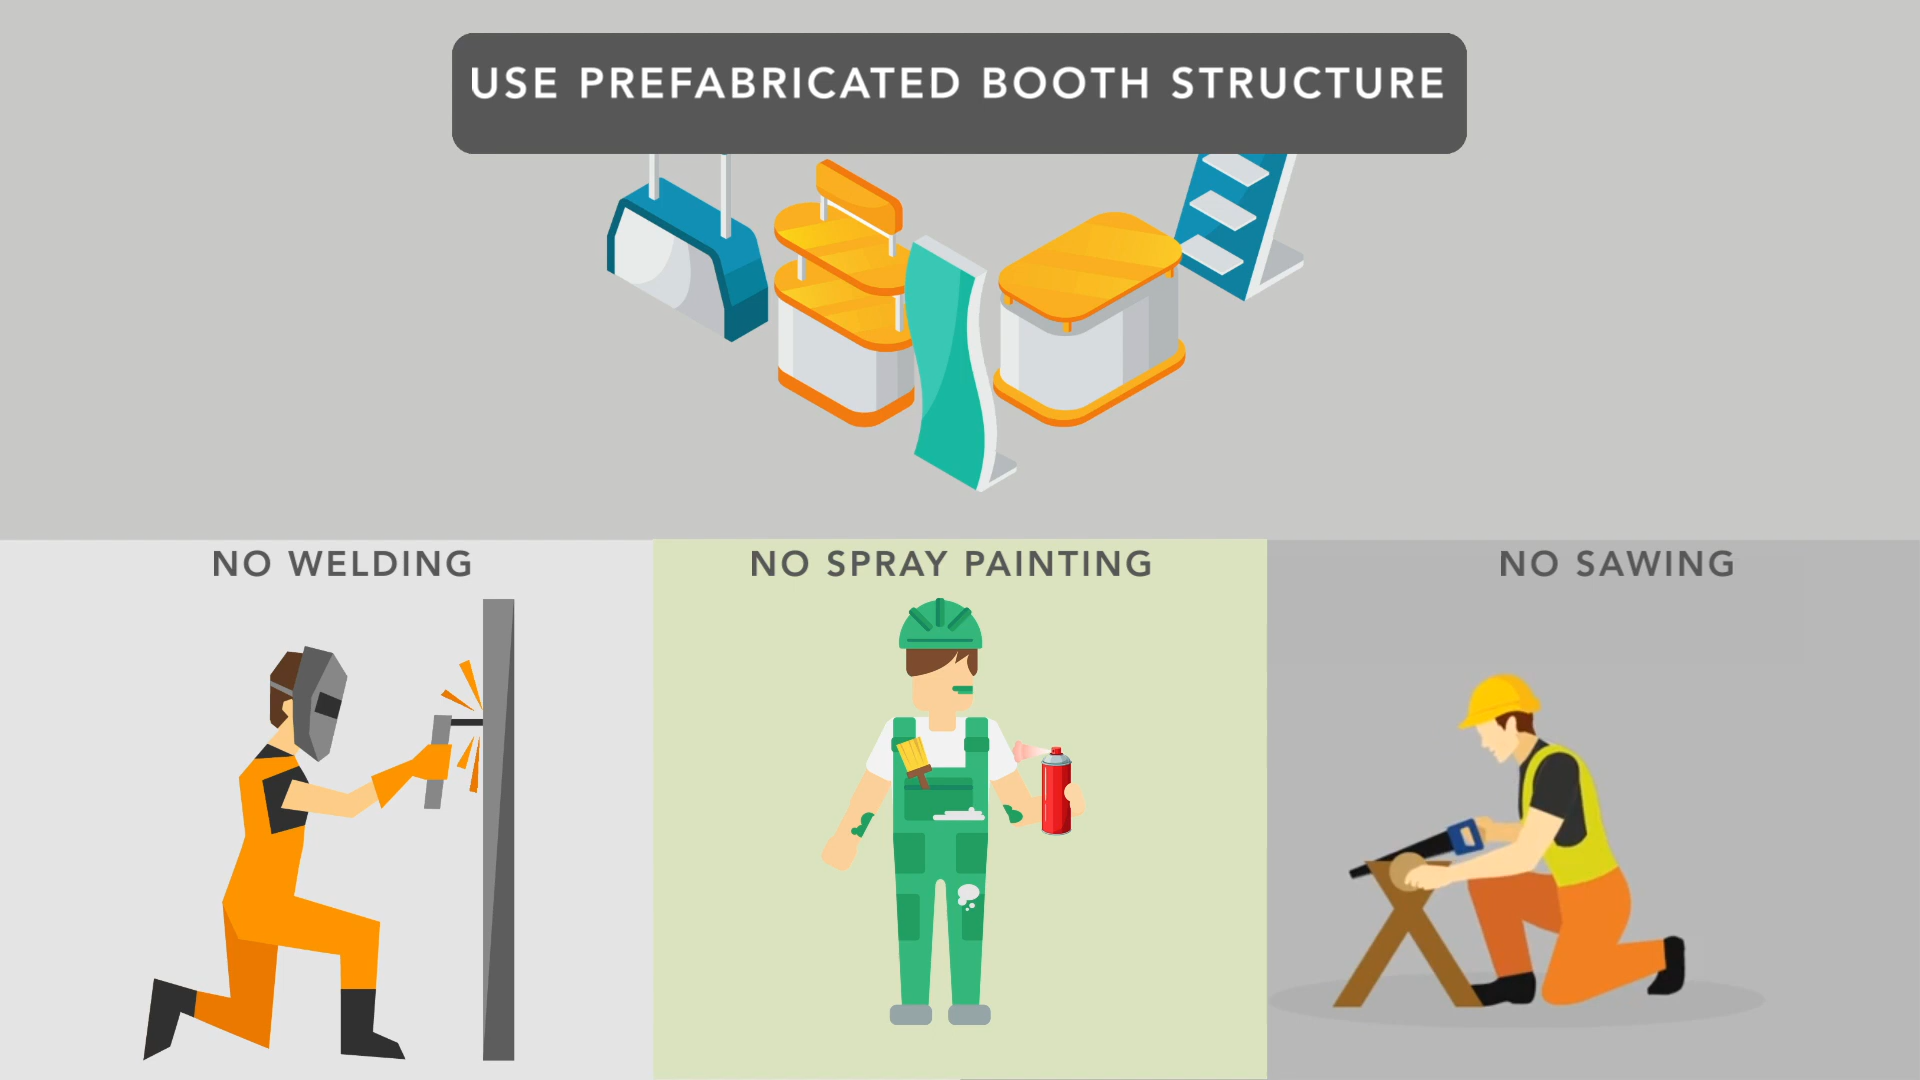 USE PREFABRICATED BOOTH STRUCTURE
NO WELDING
NO SPRAY PAINTING
NO SAWING